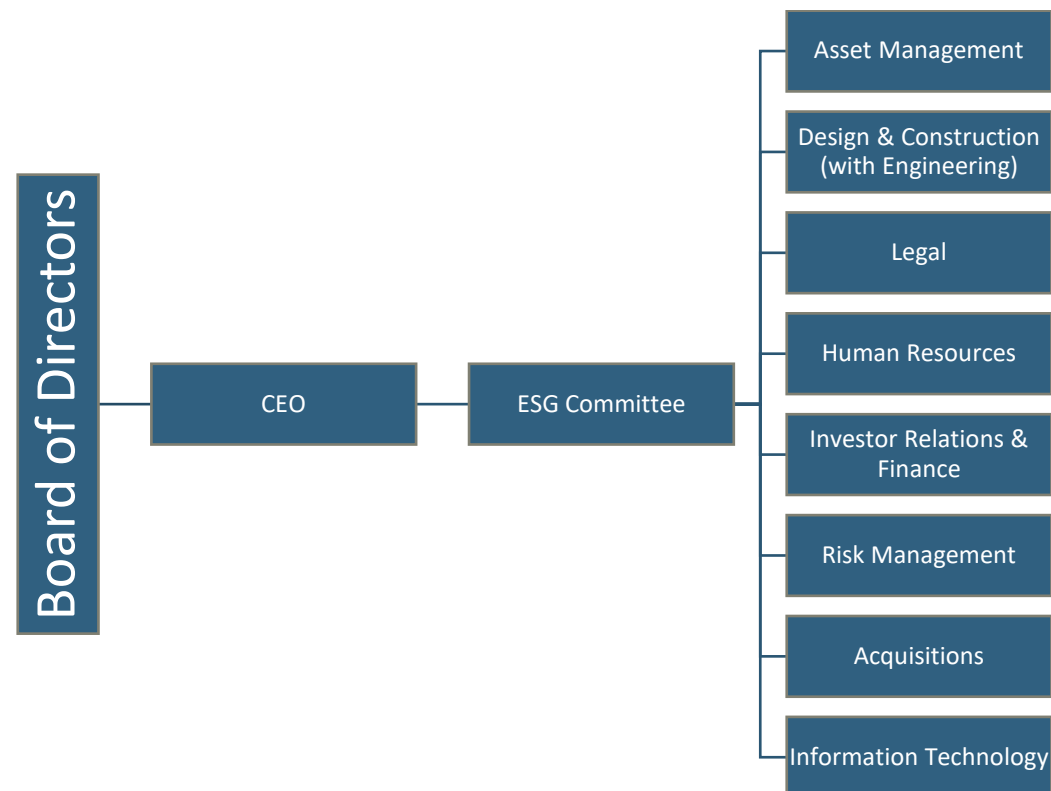 Board of Directors
CEO
ESG Committee
Asset Management
Design & Construction
(with Engineering)
Legal
Human Resources
Investor Relations &
Finance
Risk Management
Acquisitions
Information Technology